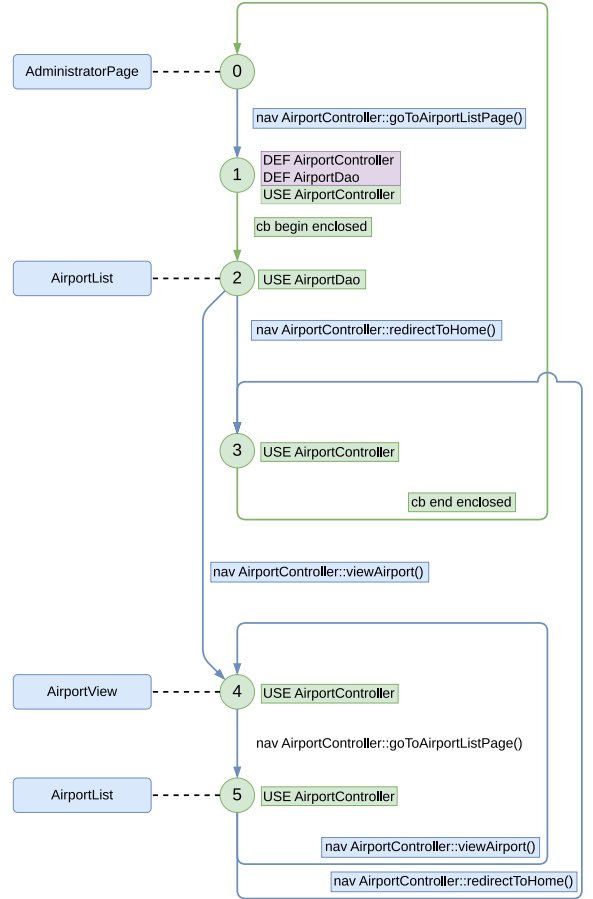 AdministratorPage
0
nav AirportController::goToAirportListPage()
1
DEF AirportController
DEF AirportDao
USE AirportController
cb begin enclosed
AirportList
2
USE AirportDao
nav AirportController::redirectToHome()
3
USE AirportController
cb end enclosed
nav AirportController::viewAirport()
AirportView
4
USE AirportController
nav AirportController::goToAirportListPage()
AirportList
5
USE AirportController
nav AirportController::viewAirport()
nav AirportController::redirectToHome()